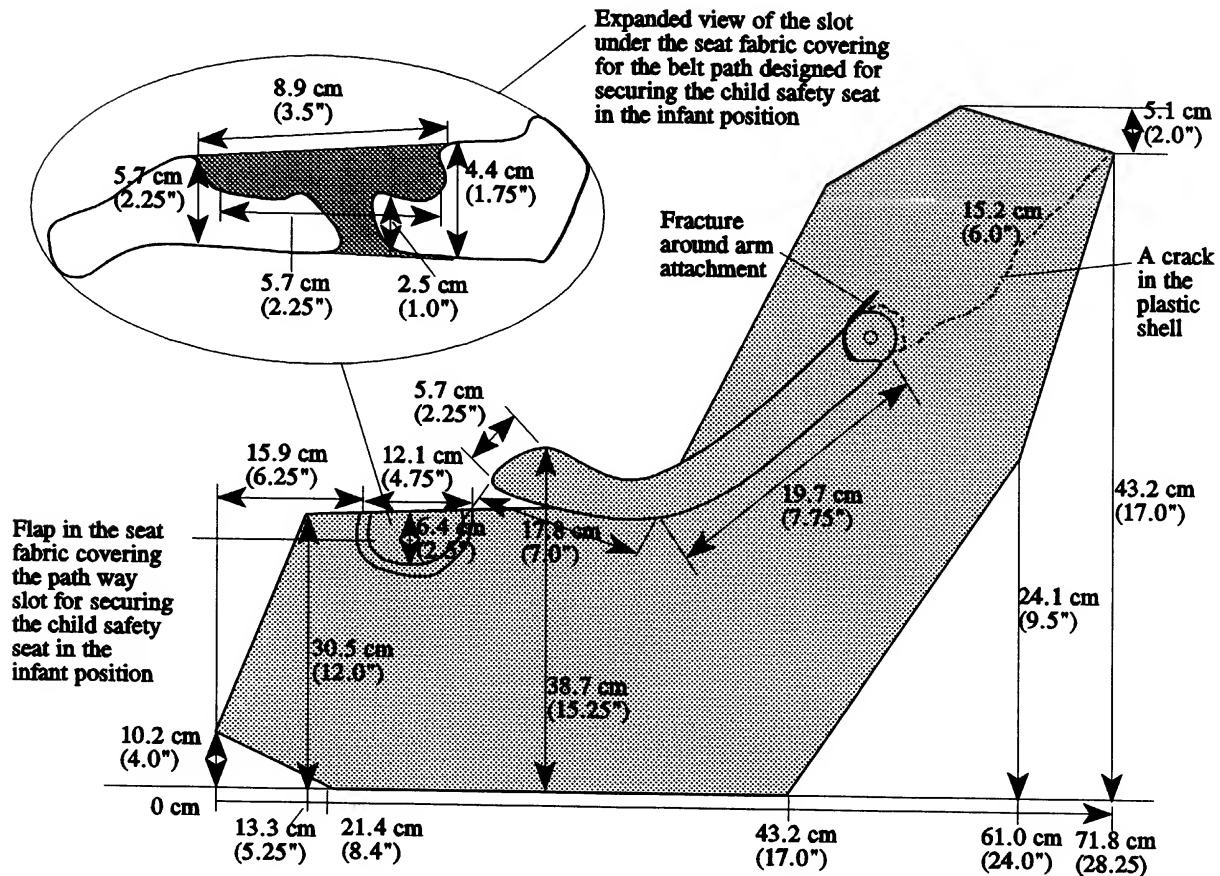 Expanded view of the slot
under the seat fabric covering
for the belt path designed for
securing the child safety seat
in the infant position
8.9 cm
(3.5")
5.7 cm
(2.25")
4.4 cm
(1.75")
5.7 cm
(2.25")
2.5 cm
(1.0")
5.1 cm
(2.0")
15.2 cm
(6.0")
Fracture
around arm
attachment
A crack
in the
plastic
shell
5.7 cm
(2.25")
15.9 cm
(6.25")
12.1 cm
(4.75")
6.4 cm
(2.5")
17.8 cm
(7.0")
19.7 cm
(7.75")
43.2 cm
(17.0")
Flap in the seat
fabric covering
the path way
slot for securing
the child safety
seat in the
infant position
24.1 cm
(9.5")
30.5 cm
(12.0")
38.7 cm
(15.25")
10.2 cm
(4.0")
0 cm
13.3 cm
(5.25")
21.4 cm
(8.4")
43.2 cm
(17.0")
61.0 cm
(24.0")
71.8 cm
(28.25)